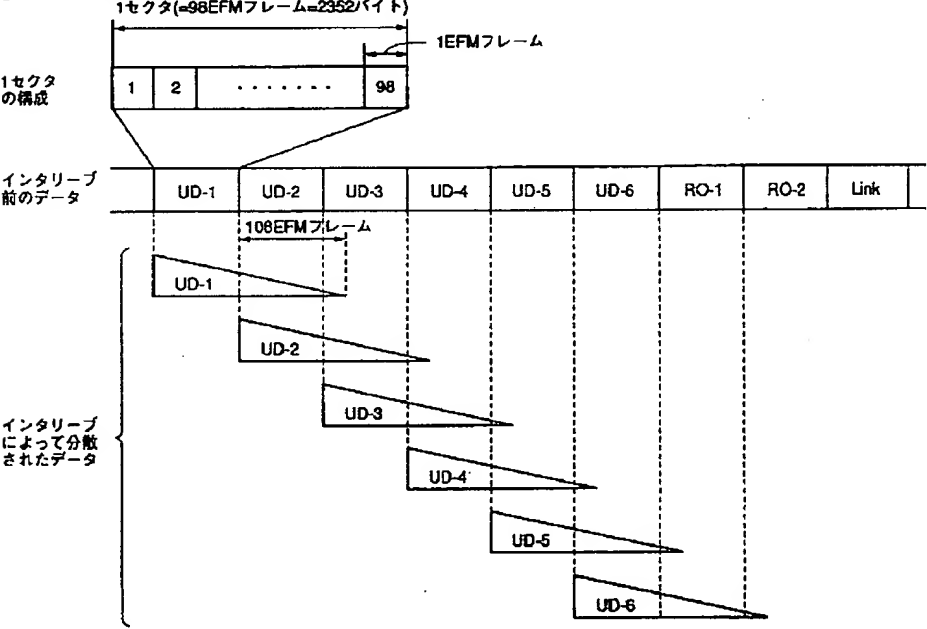 1セクタ(=98EFMフレーム=2352バイト)
1EFMフレーム
1セクタ
の構成
1 2 ・・・・・・・ 98
インタリーブ
前のデータ
UD-1 UD-2 UD-3 UD-4 UD-5 UD-6 RO-1 RO-2 Link
108EFMフレーム
UD-1
UD-2
UD-3
UD-4
UD-5
UD-6
インタリーブ
によって分散
されたデータ